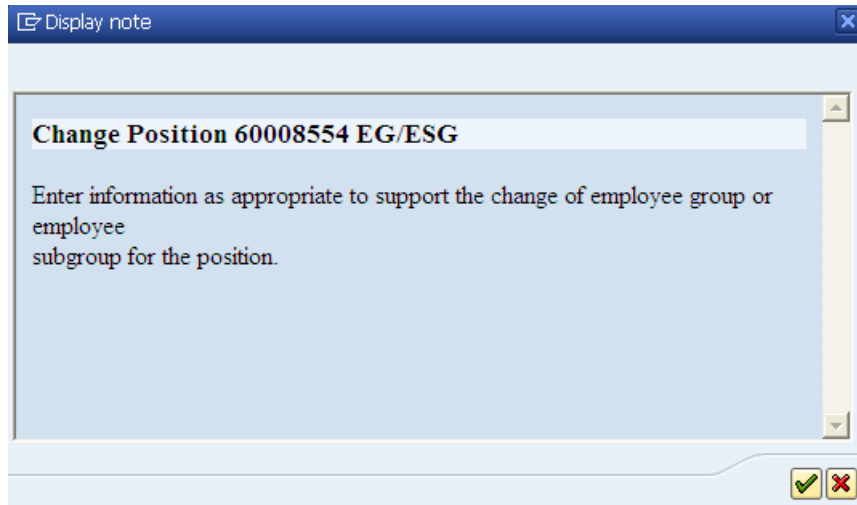 Display note
Change Position 60008554 EG/ESG
Enter information as appropriate to support the change of employee group or
employee
subgroup for the position.